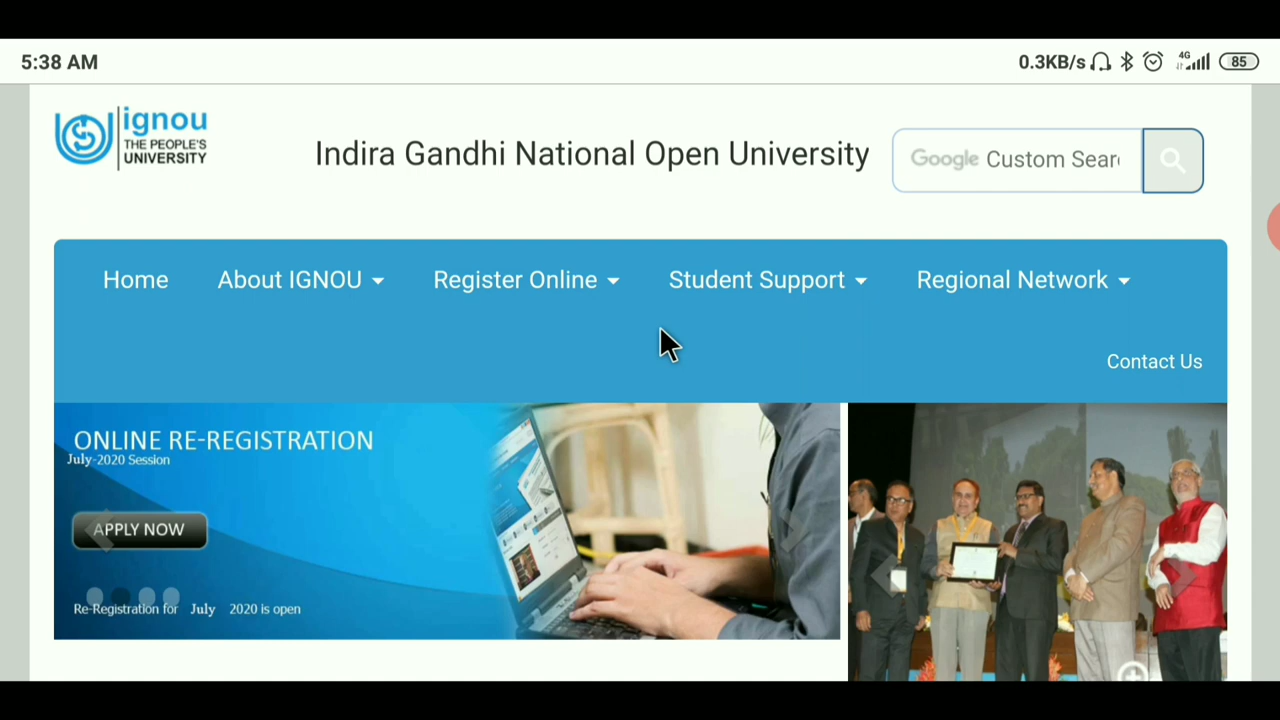 5:38 AM
0.3KB/s 4G 85
ignou
THE PEOPLE'S
UNIVERSITY
Indira Gandhi National Open University
Google Custom Sear
Home About IGNOU Register Online Student Support Regional Network
Contact Us
ONLINE RE-REGISTRATION
July-2020 Session
APPLY NOW
Re-Registration for July 2020 is open